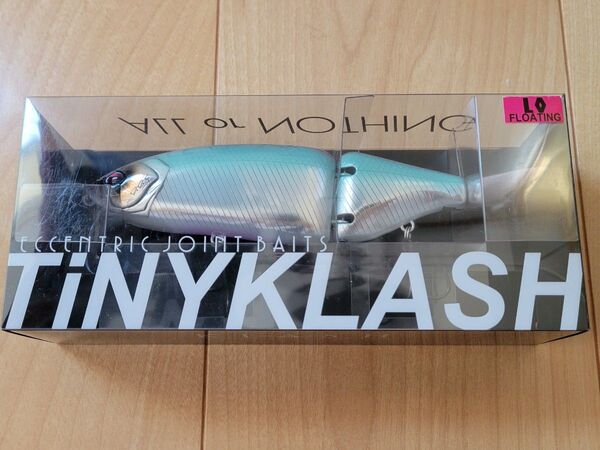 LO
FLOATING
ALL or NOTHING
ECCENTRIC JOINT BAITS
TiNYKLASH